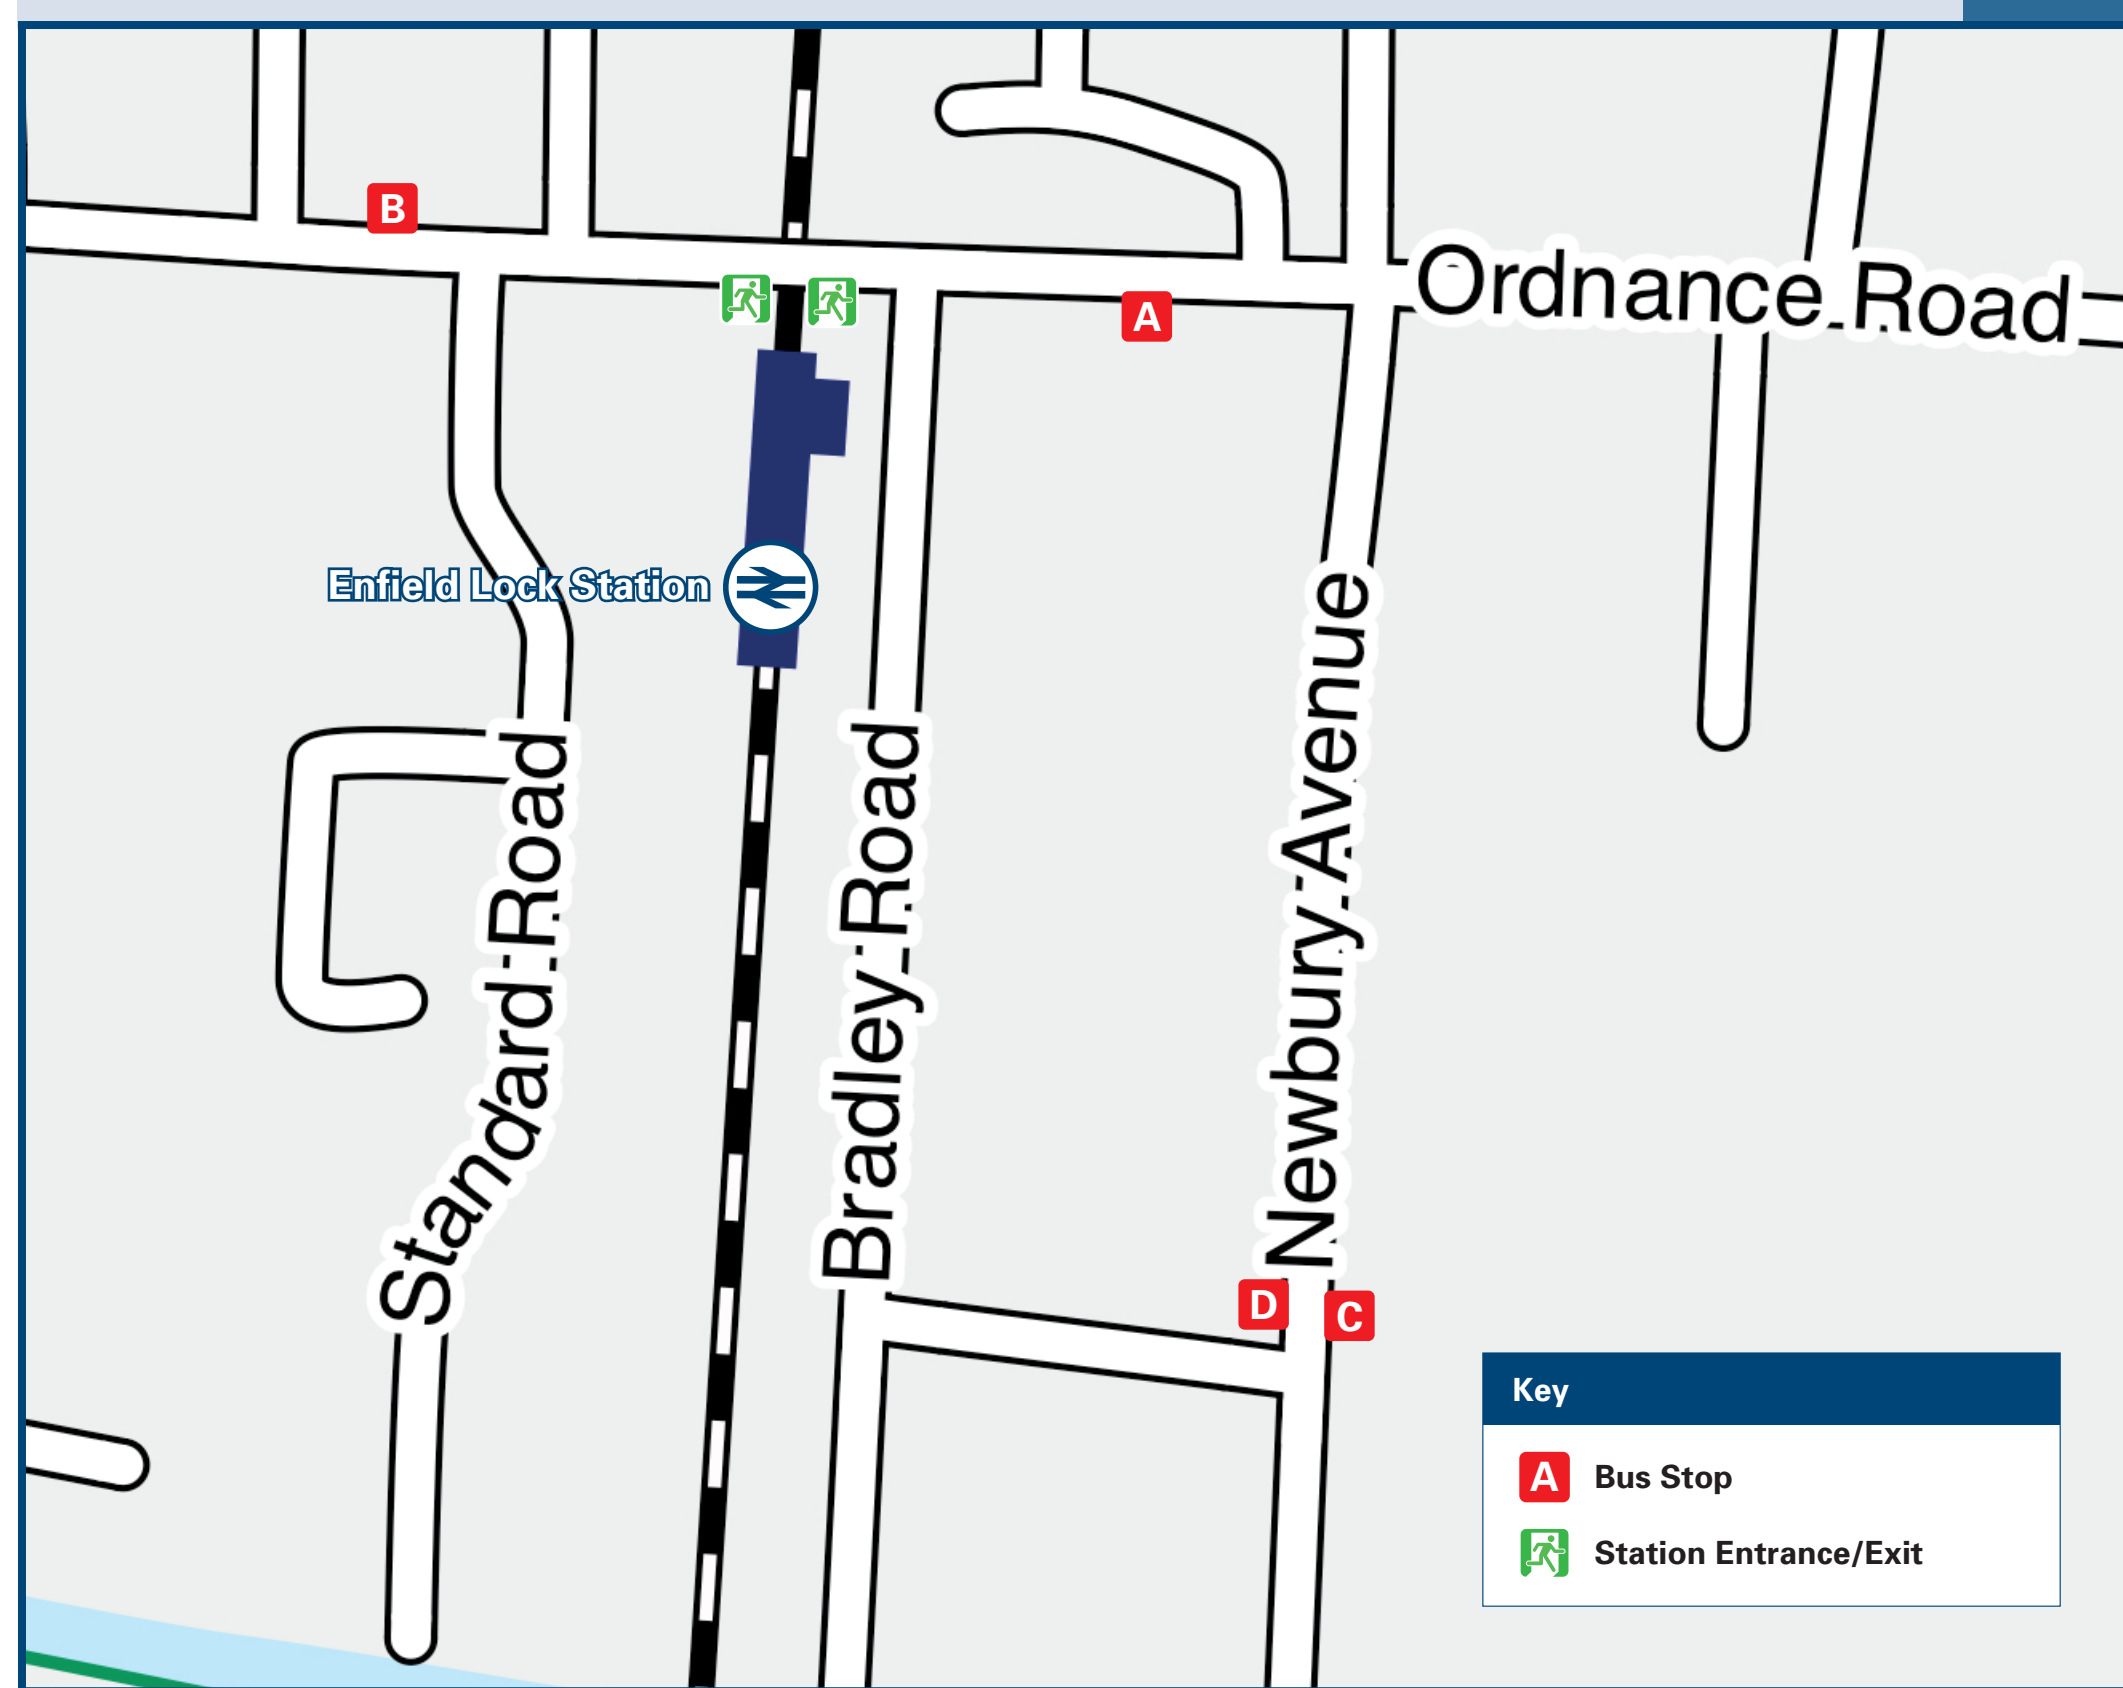 B
A
Ordnance Road
Enfield Lock Station
Standard Road
Bradley Road
Newbury Avenue
D
C
Key
A Bus Stop
Station Entrance/Exit